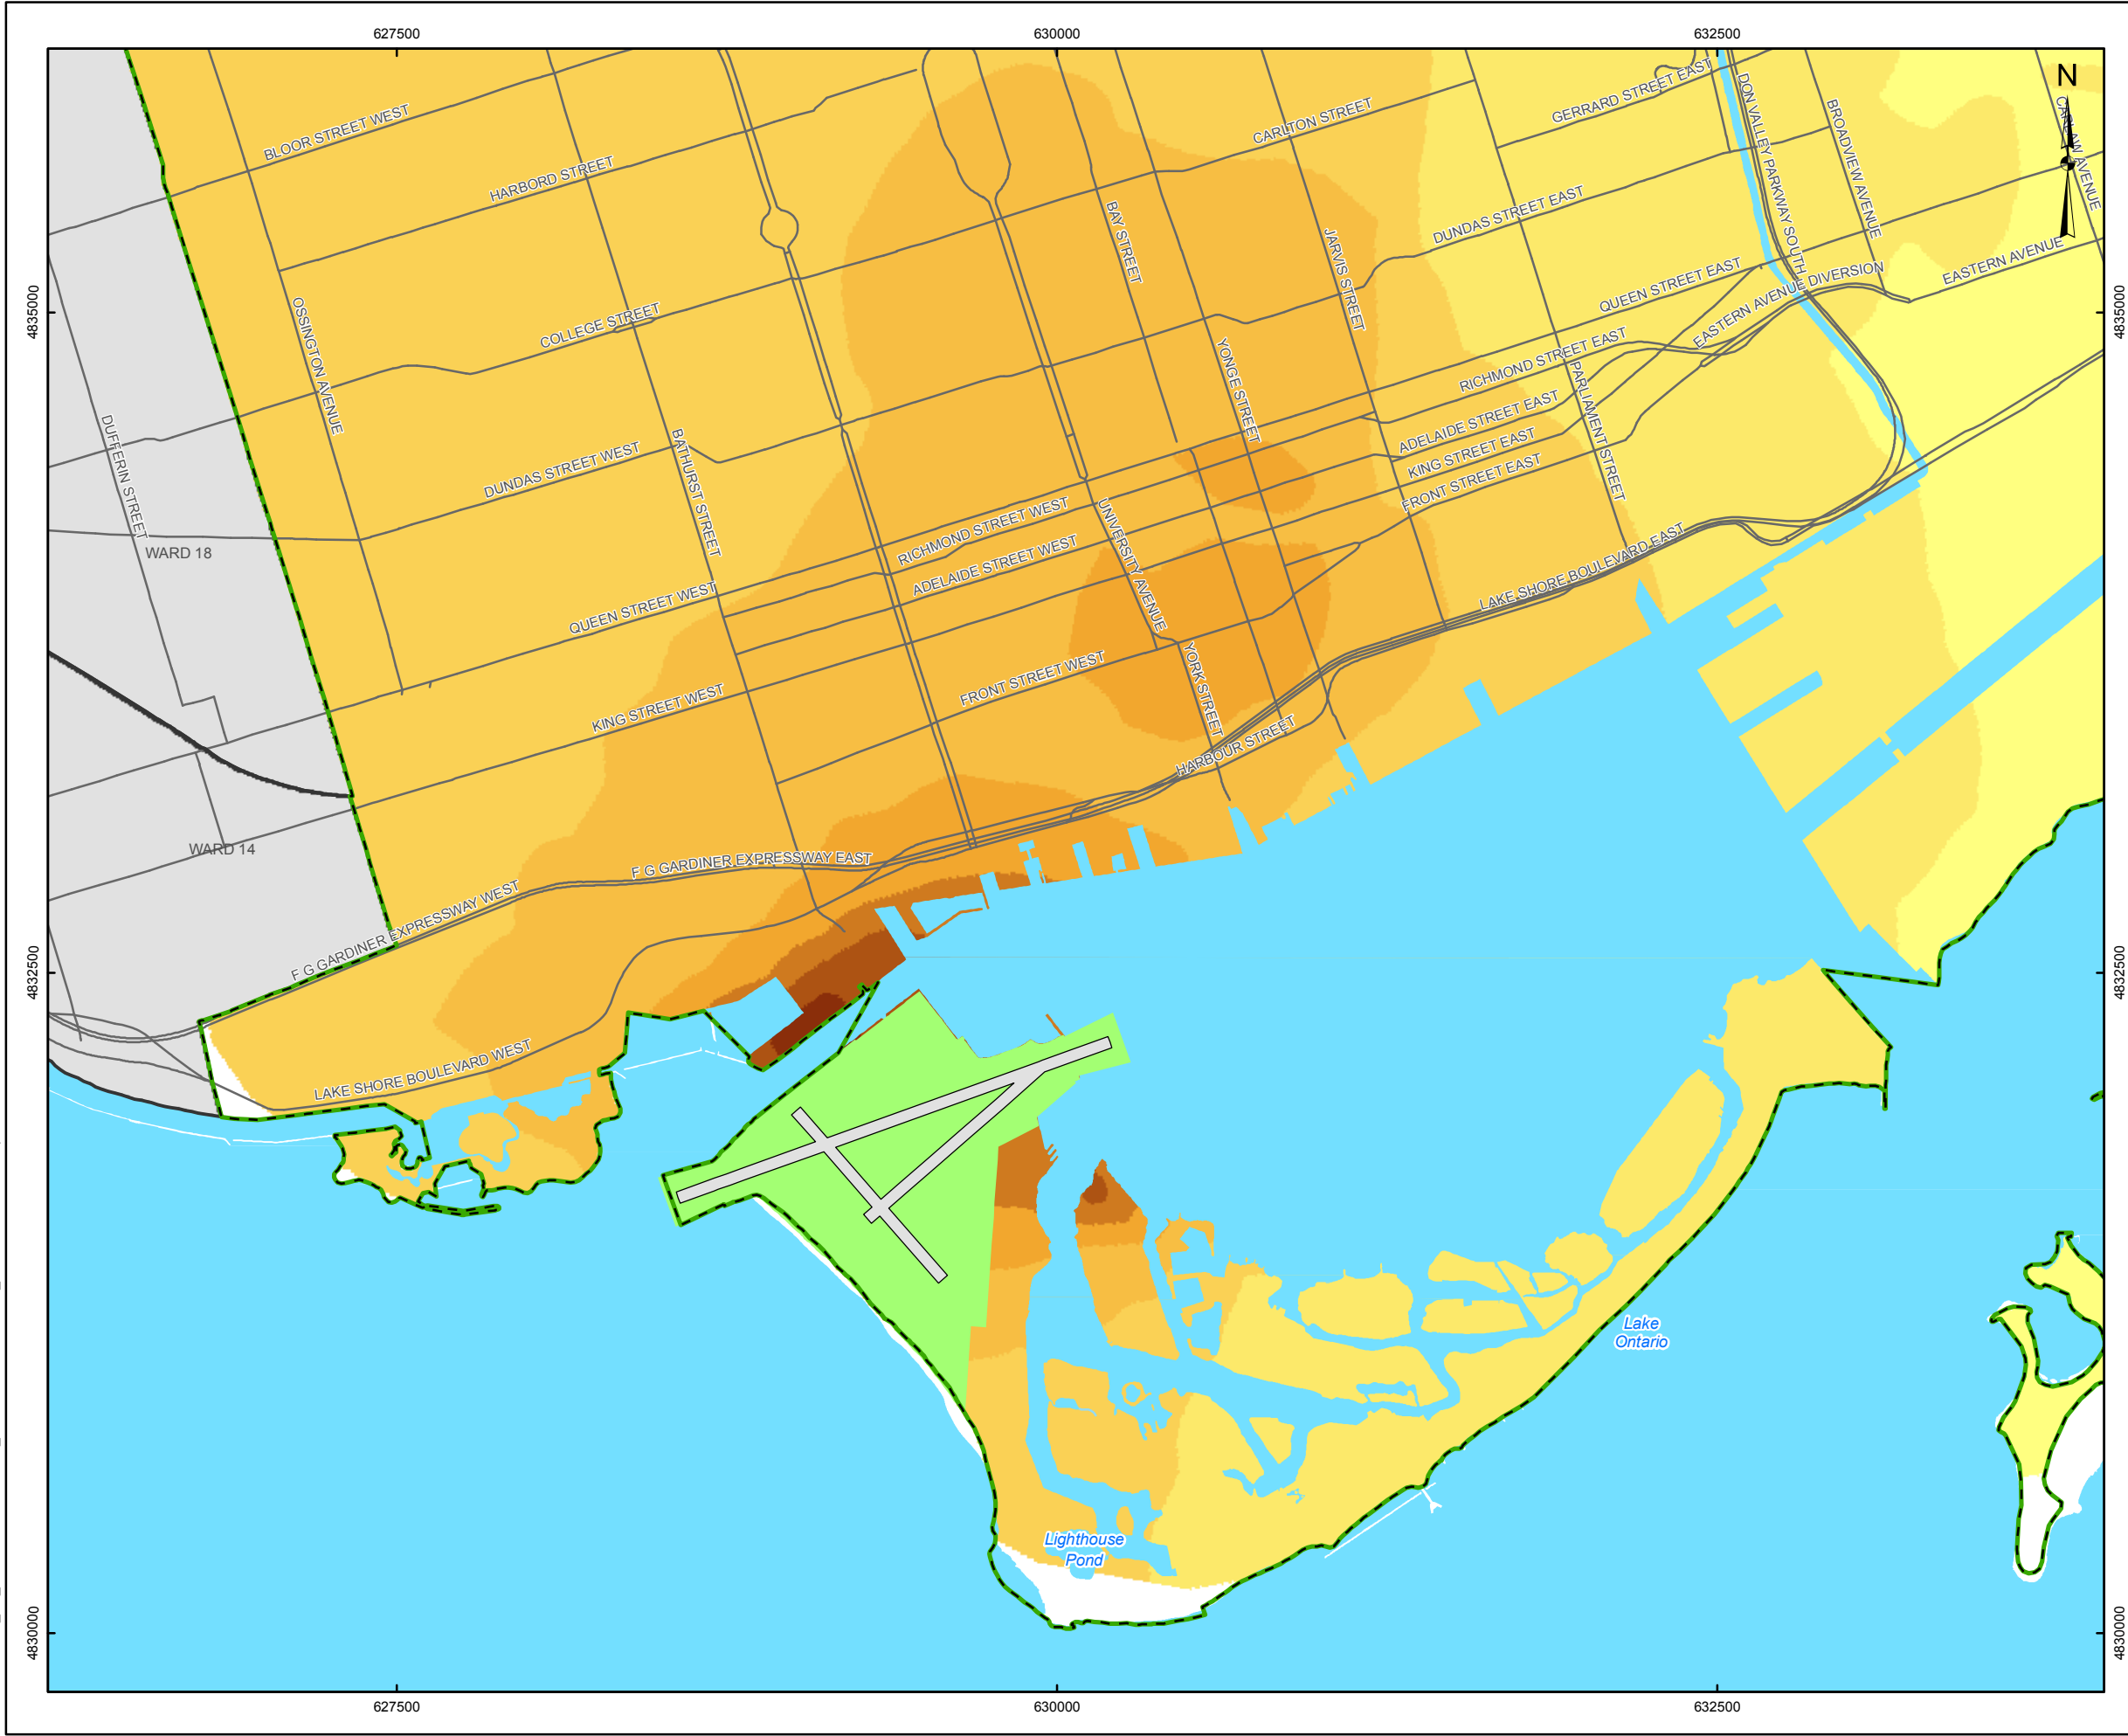 627500
630000
632500
N
BLOOR STREET WEST
HARBORD STREET
CARLTON STREET
GERRARD STREET EAST
DON VALLEY PARKWAY SOUTH
BROADVIEW AVENUE
CARLAW AVENUE
DUNDAS STREET EAST
BAY STREET
JARVIS STREET
QUEEN STREET EAST
EASTERN AVENUE DIVERSION
EASTERN AVENUE
4835000
4835000
OSSINGTON AVENUE
COLLEGE STREET
YONGE STREET
RICHMOND STREET EAST
PARLIAMENT STREET
ADELAIDE STREET EAST
KING STREET EAST
FRONT STREET EAST
DUFFERIN STREET
DUNDAS STREET WEST
BATHURST STREET
WARD 18
RICHMOND STREET WEST
ADELAIDE STREET WEST
UNIVERSITY AVENUE
LAKE SHORE BOULEVARD EAST
QUEEN STREET WEST
KING STREET WEST
FRONT STREET WEST
YORK STREET
HARBOUR STREET
WARD 14
F G GARDINER EXPRESSWAY EAST
F G GARDINER EXPRESSWAY WEST
4832500
4832500
LAKE SHORE BOULEVARD WEST
Lake
Ontario
Lighthouse
Pond
4830000
4830000
627500
630000
632500